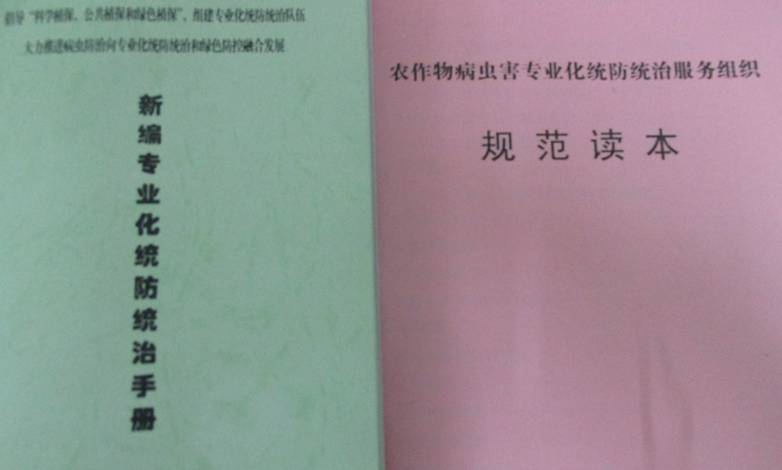 倡导“科学植保、公共植保和绿色植保”，组建专业化统防统治队伍
大力推进病虫防治向专业化统防统治和绿色防控融合发展
新编专业化统防统治手册
农作物病虫害专业化统防统治服务组织
规范读本